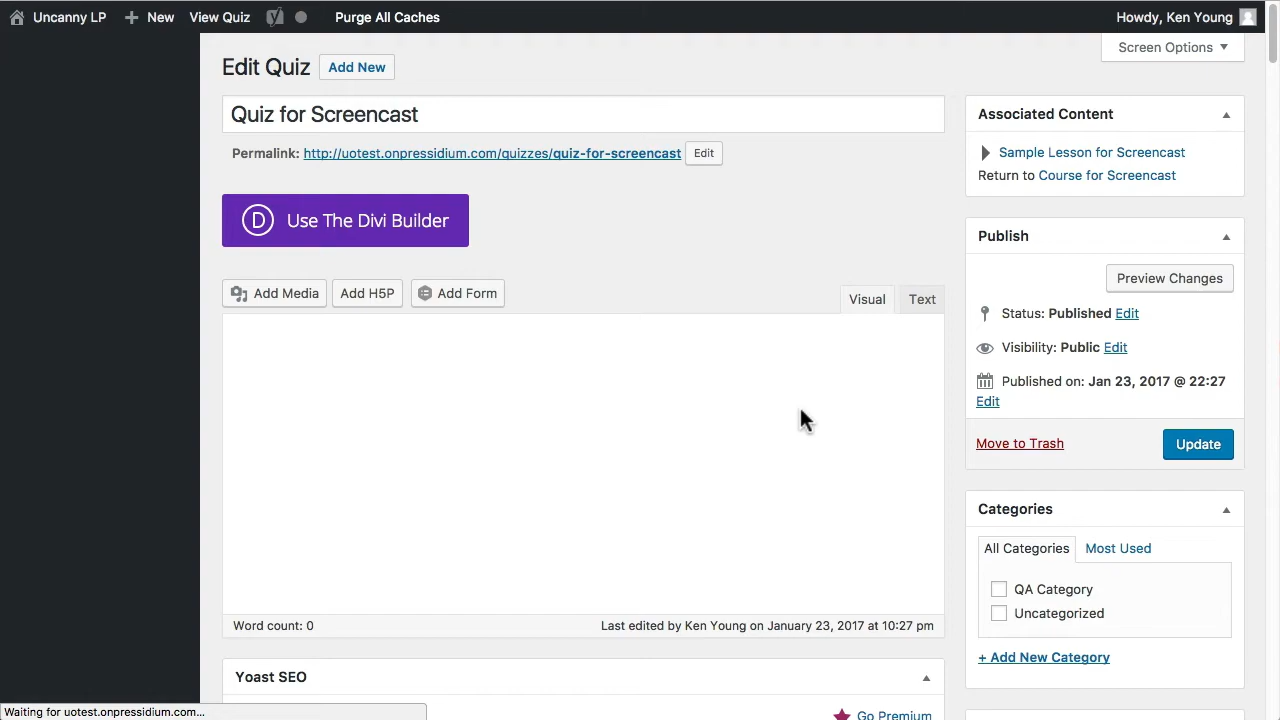 Uncanny LP New View Quiz Purge All Caches Howdy, Ken Young
Screen Options
Edit Quiz Add New
Quiz for Screencast
Permalink: http://uotest.onpressidium.com/quizzes/quiz-for-screencast Edit
D Use The Divi Builder
Add Media Add H5P Add Form
Visual Text
Word count: 0 Last edited by Ken Young on January 23, 2017 at 10:27 pm
Yoast SEO
Go Premium
Associated Content
Sample Lesson for Screencast
Return to Course for Screencast
Publish
Preview Changes
Status: Published Edit
Visibility: Public Edit
Published on: Jan 23, 2017 @ 22:27
Edit
Move to Trash Update
Categories
All Categories Most Used
QA Category
Uncategorized
+ Add New Category
Waiting for uotest.onpressidium.com...